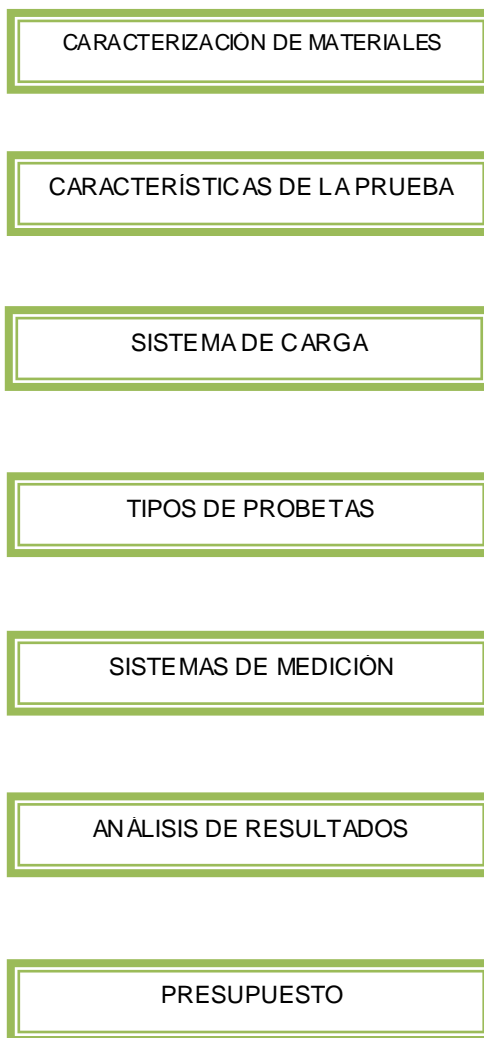 CARACTERIZACIÓN DE MATERIALES
CARACTERÍSTICAS DE LA PRUEBA
SISTEMA DE CARGA
TIPOS DE PROBETAS
SISTEMAS DE MEDICIÓN
ANÁLISIS DE RESULTADOS
PRESUPUESTO